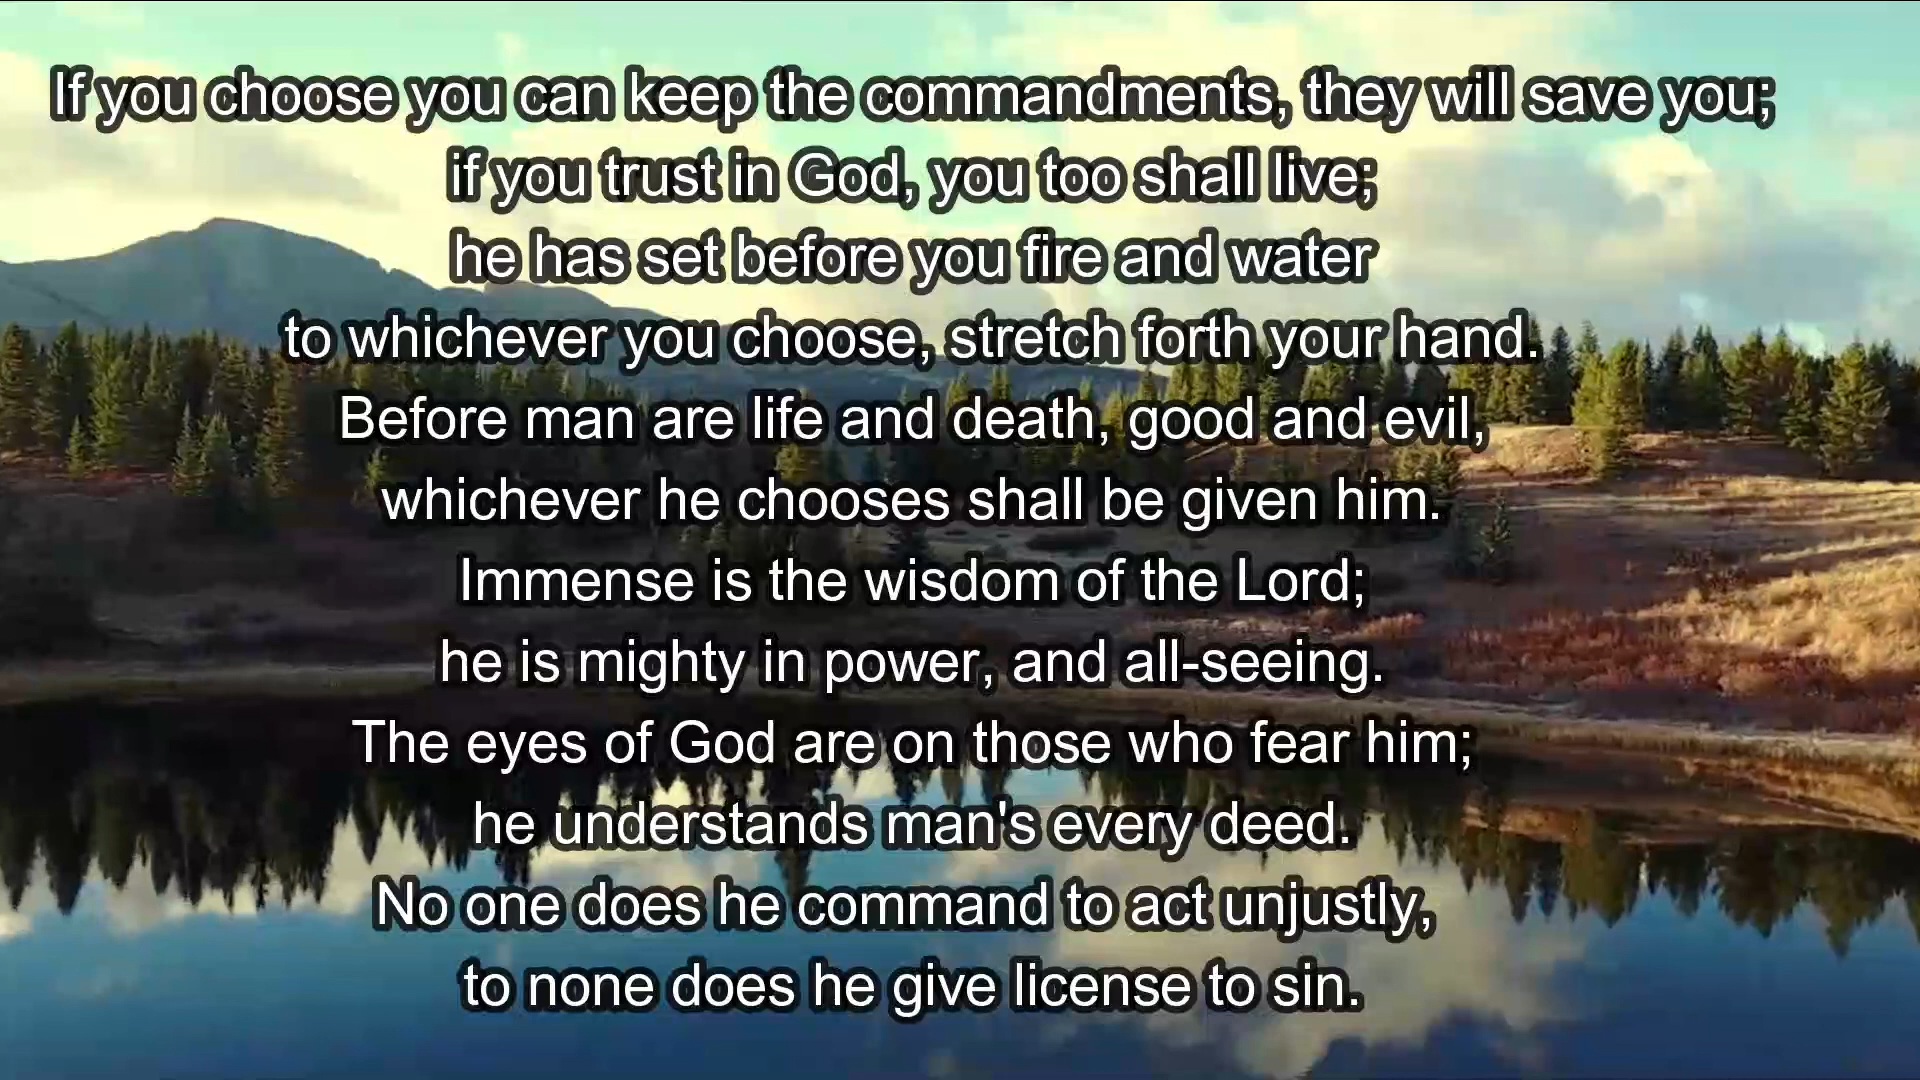 If you choose you can keep the commandments, they will save you;
if you trust in God, you too shall live;
he has set before you fire and water
to whichever you choose, stretch forth your hand.
Before man are life and death, good and evil,
whichever he chooses shall be given him.
Immense is the wisdom of the Lord;
he is mighty in power, and all-seeing.
The eyes of God are on those who fear him;
he understands man's every deed.
No one does he command to act unjustly,
to none does he give license to sin.